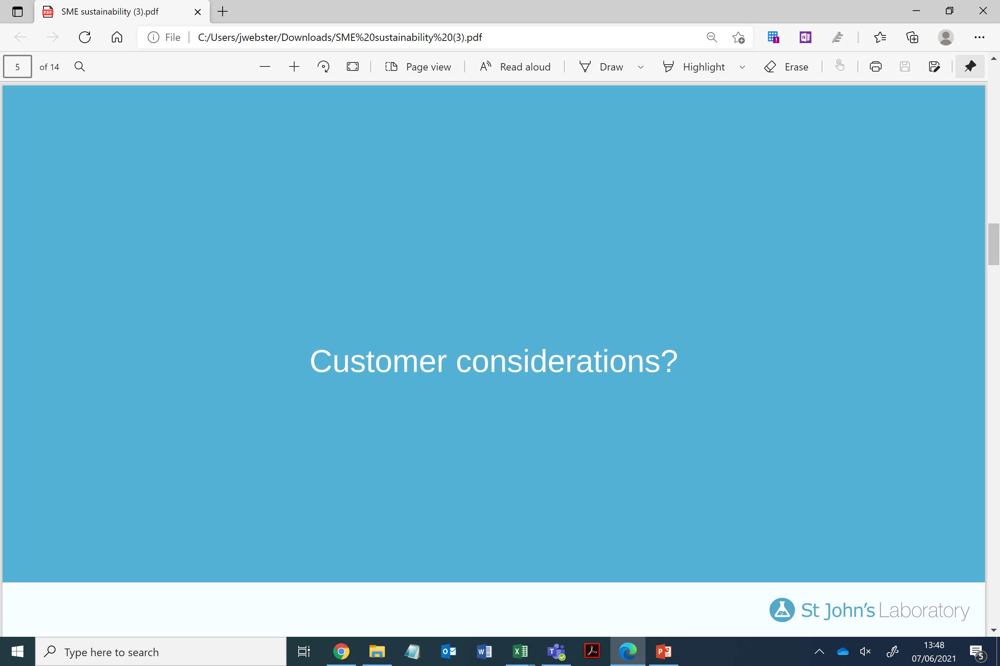 SME sustainability (3).pdf
File C:/Users/jwebster/Downloads/SME%20sustainability%20(3).pdf
5 of 14 Page view Read aloud Draw Highlight Erase
Customer considerations?
St John's Laboratory
Type here to search
13:48
07/06/2021
5